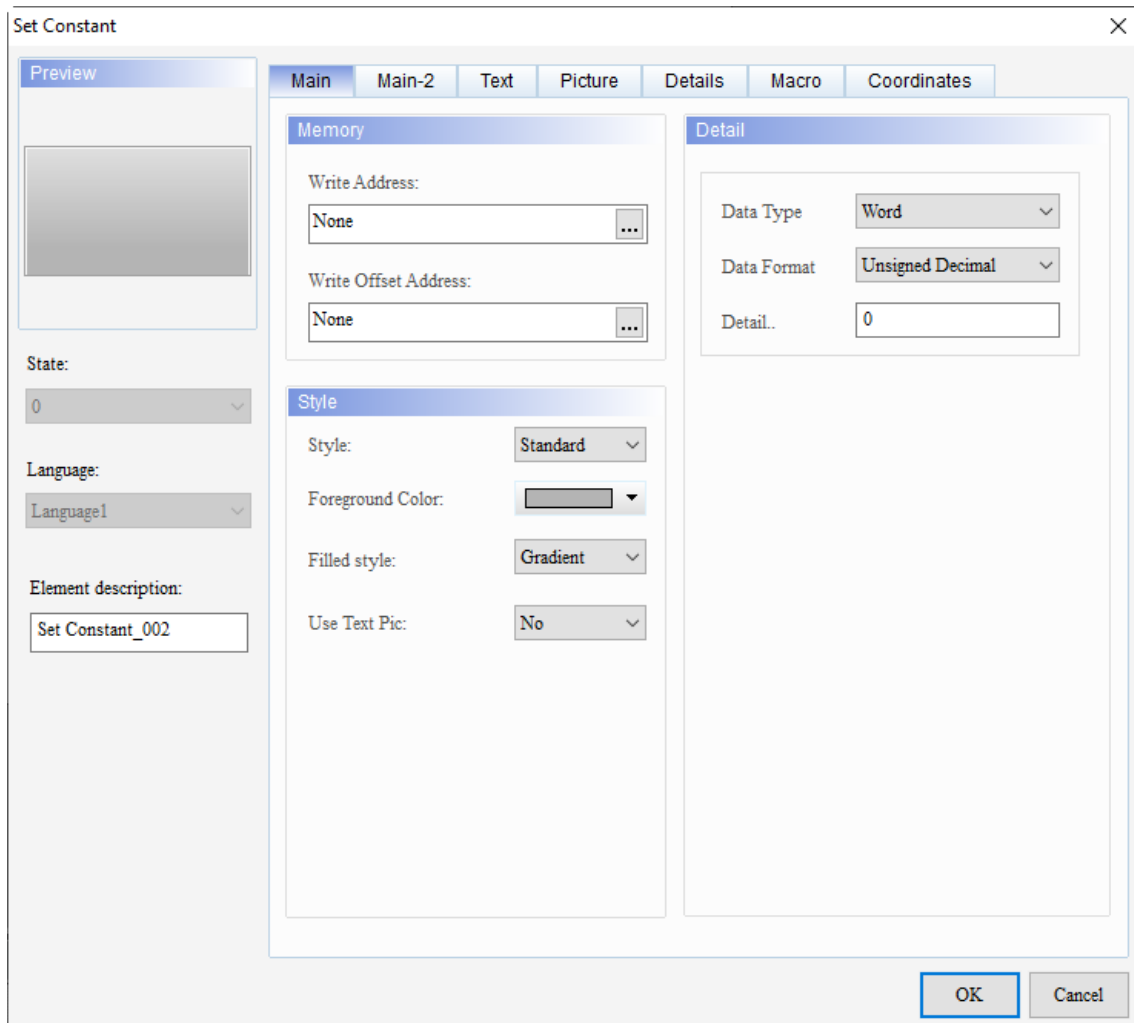 Set Constant
Preview
Main Main-2 Text Picture Details Macro Coordinates
Memory
Write Address:
None
...
Write Offset Address:
None
...
Detail
Data Type Word
Data Format Unsigned Decimal
Detail.. 0
State:
0
Language:
Language1
Element description:
Set Constant_002
Style
Style: Standard
Foreground Color:
Filled style: Gradient
Use Text Pic: No
OK Cancel